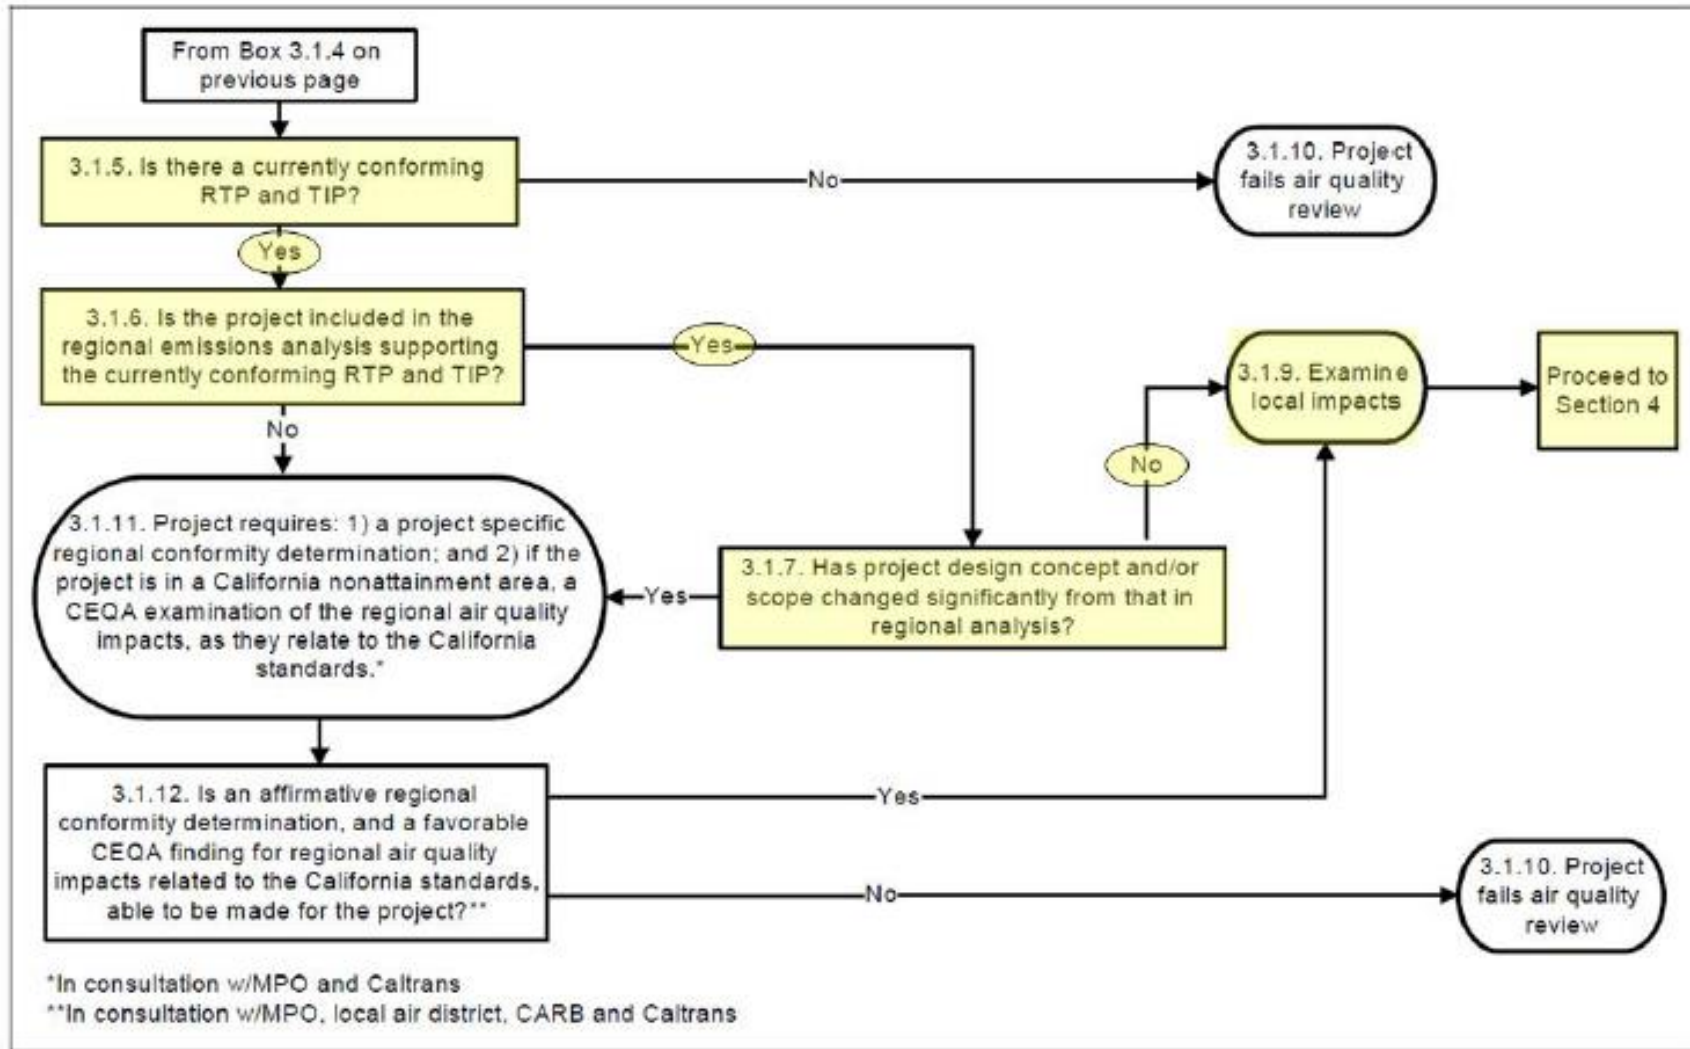 From Box 3.1.4 on
previous page
3.1.5. Is there a currently conforming
RTP and TIP?
No
3.1.10. Project
fails air quality
review
Yes
3.1.6. Is the project included in the
regional emissions analysis supporting
the currently conforming RTP and TIP?
Yes
3.1.9. Examine
local impacts
Proceed to
Section 4
No
No
3.1.11. Project requires: 1) a project specific
regional conformity determination; and 2) if the
project is in a California nonattainment area, a
CEQA examination of the regional air quality
impacts, as they relate to the California
standards.*
Yes
3.1.7. Has project design concept and/or
scope changed significantly from that in
regional analysis?
3.1.12. Is an affirmative regional
conformity determination, and a favorable
CEQA finding for regional air quality
impacts related to the California standards,
able to be made for the project?**
Yes
No
3.1.10. Project
fails air quality
review
*In consultation w/MPO and Caltrans
**In consultation w/MPO, local air district, CARB and Caltrans